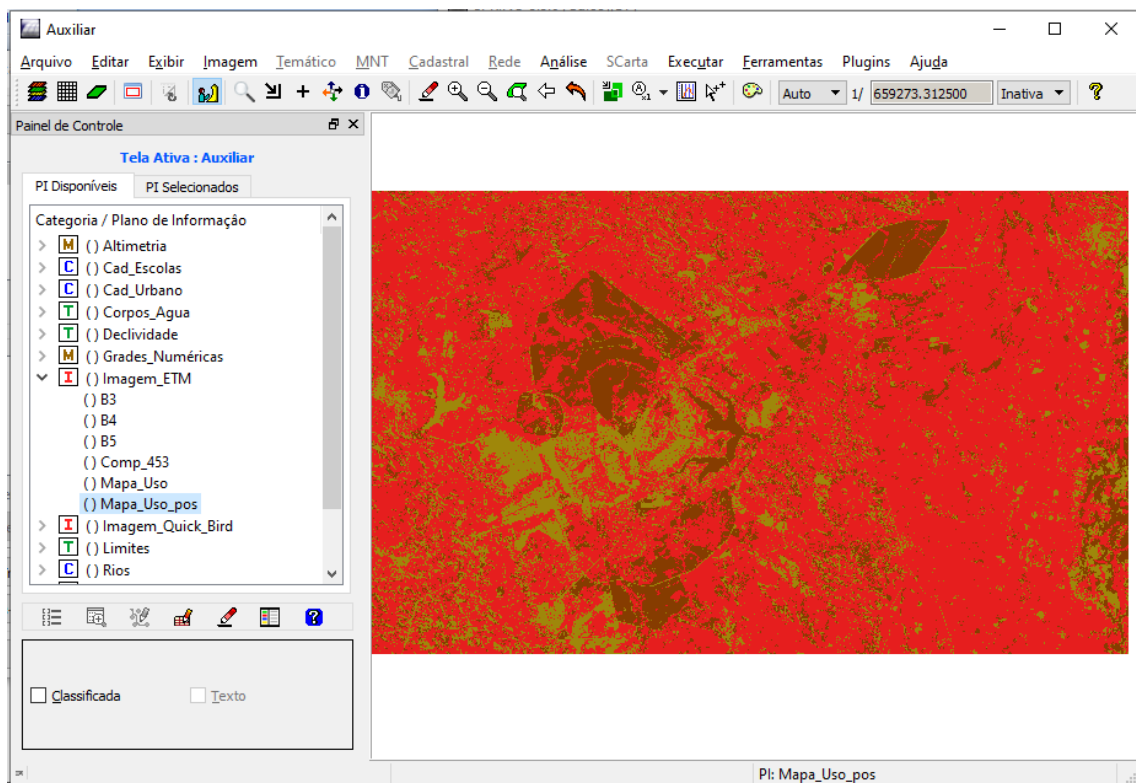 Auxiliar
Arquivo Editar Exibir Imagem Temático MNT Cadastral Rede Análise SCarta Executar Ferramentas Plugins Ajuda
Auto 1/ 659273.312500 Inativa
Painel de Controle
Tela Ativa : Auxiliar
PI Disponíveis PI Selecionados
Categoria / Plano de Informação
M () Altimetria
C () Cad_Escolas
C () Cad_Urbano
T () Corpos_Agua
T () Declividade
M () Grades_Numéricas
I () Imagem_ETM
() B3
() B4
() B5
() Comp_453
() Mapa_Uso
() Mapa_Uso_pos
I () Imagem_Quick_Bird
T () Limites
C () Rios
Classificada Texto
PI: Mapa_Uso_pos